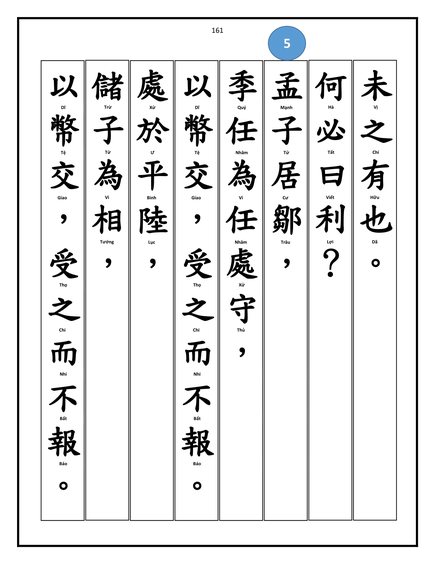 161
5
未之有也。
Vị Chi Hữu Dã
何必曰利？
Hà Tất Viết Lợi
孟子居鄒，
Mạnh Tử Cư Trâu
季任為任處守，
Quý Nhâm Vi Nhâm Xử Thủ
以幣交，受之而不報。
Dĩ Tệ Giao Thọ Chi Nhi Bất Báo
處於平陸，
Xử Ư Bình Lục
儲子為相，
Trừ Tử Vi Tướng
以幣交，受之而不報。
Dĩ Tệ Giao Thọ Chi Nhi Bất Báo